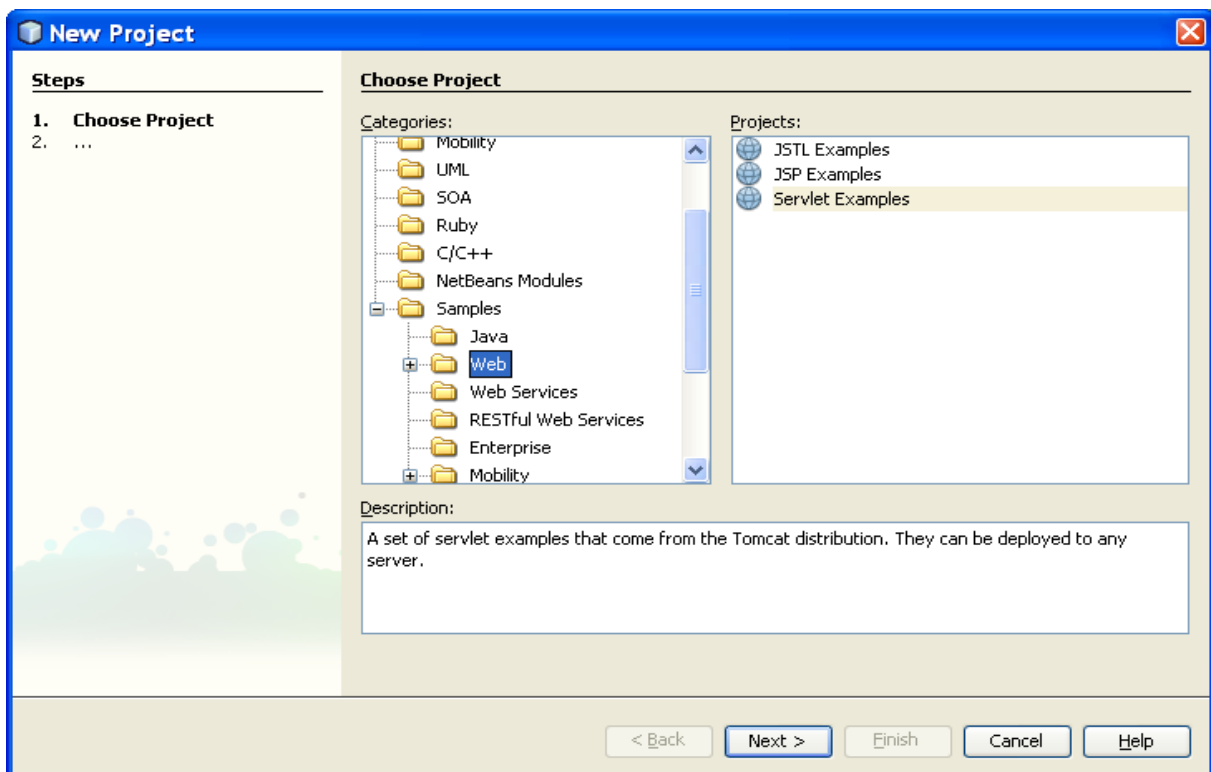 New Project
Steps
1. Choose Project
2. ...
Choose Project
Categories:
Mobility
UML
SOA
Ruby
C/C++
NetBeans Modules
Samples
Java
Web
Web Services
RESTful Web Services
Enterprise
Mobility
Projects:
JSTL Examples
JSP Examples
Servlet Examples
Description:
A set of servlet examples that come from the Tomcat distribution. They can be deployed to any
server.
< Back
Next >
Finish
Cancel
Help